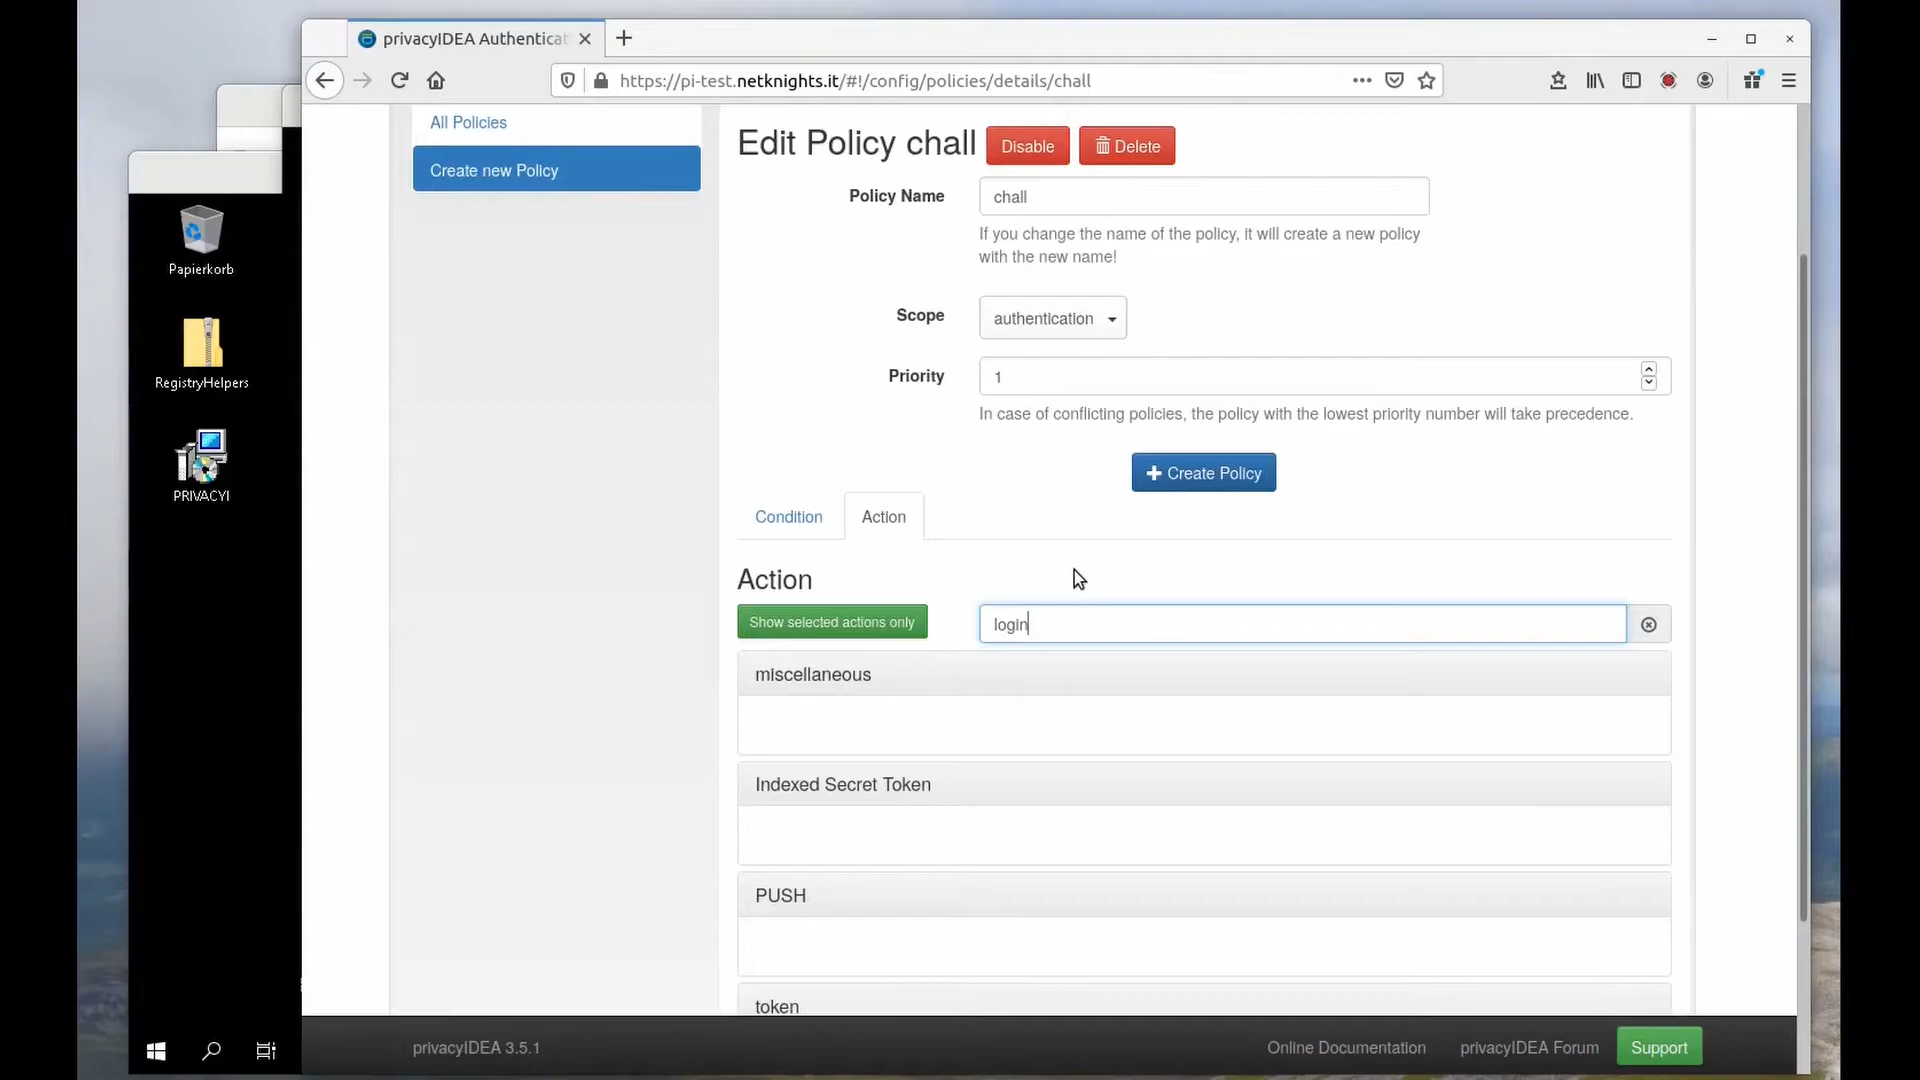 privacyIDEA Authenticat
https://pi-test.netknights.it/#!/config/policies/details/chall
All Policies
Create new Policy
Edit Policy chall
Disable
Delete
Policy Name
chall
If you change the name of the policy, it will create a new policy
with the new name!
Scope
authentication
Priority
1
In case of conflicting policies, the policy with the lowest priority number will take precedence.
Create Policy
Condition
Action
Action
Show selected actions only
login
miscellaneous
Indexed Secret Token
PUSH
token
privacyIDEA 3.5.1
Online Documentation
privacyIDEA Forum
Support
Papierkorb
RegistryHelpers
PRIVACYI